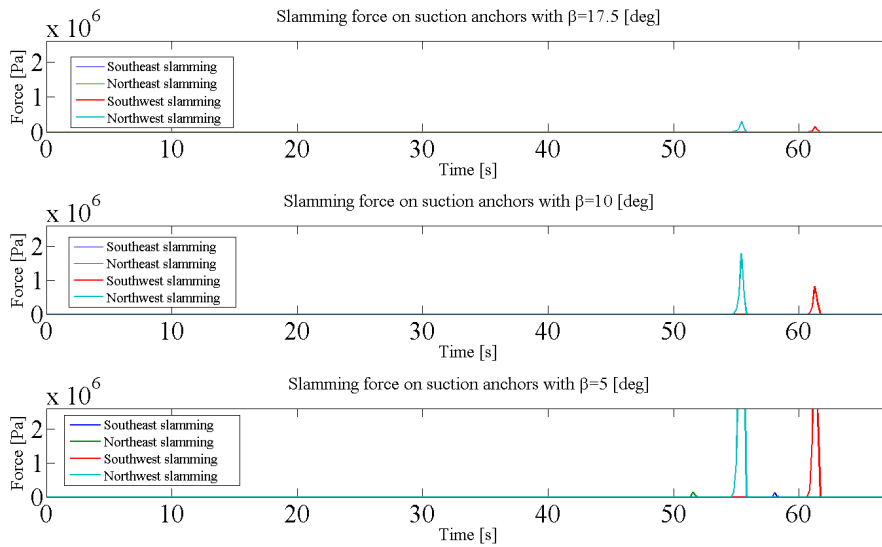 Slamming force on suction anchors with β=17.5 [deg]
x 10^6
Force [Pa]
2
1
0
Southeast slamming
Northeast slamming
Southwest slamming
Northwest slamming
0 10 20 30 40 50 60
Time [s]
Slamming force on suction anchors with β=10 [deg]
x 10^6
Force [Pa]
2
1
0
Southeast slamming
Northeast slamming
Southwest slamming
Northwest slamming
0 10 20 30 40 50 60
Time [s]
Slamming force on suction anchors with β=5 [deg]
x 10^6
Force [Pa]
2
1
0
Southeast slamming
Northeast slamming
Southwest slamming
Northwest slamming
0 10 20 30 40 50 60
Time [s]